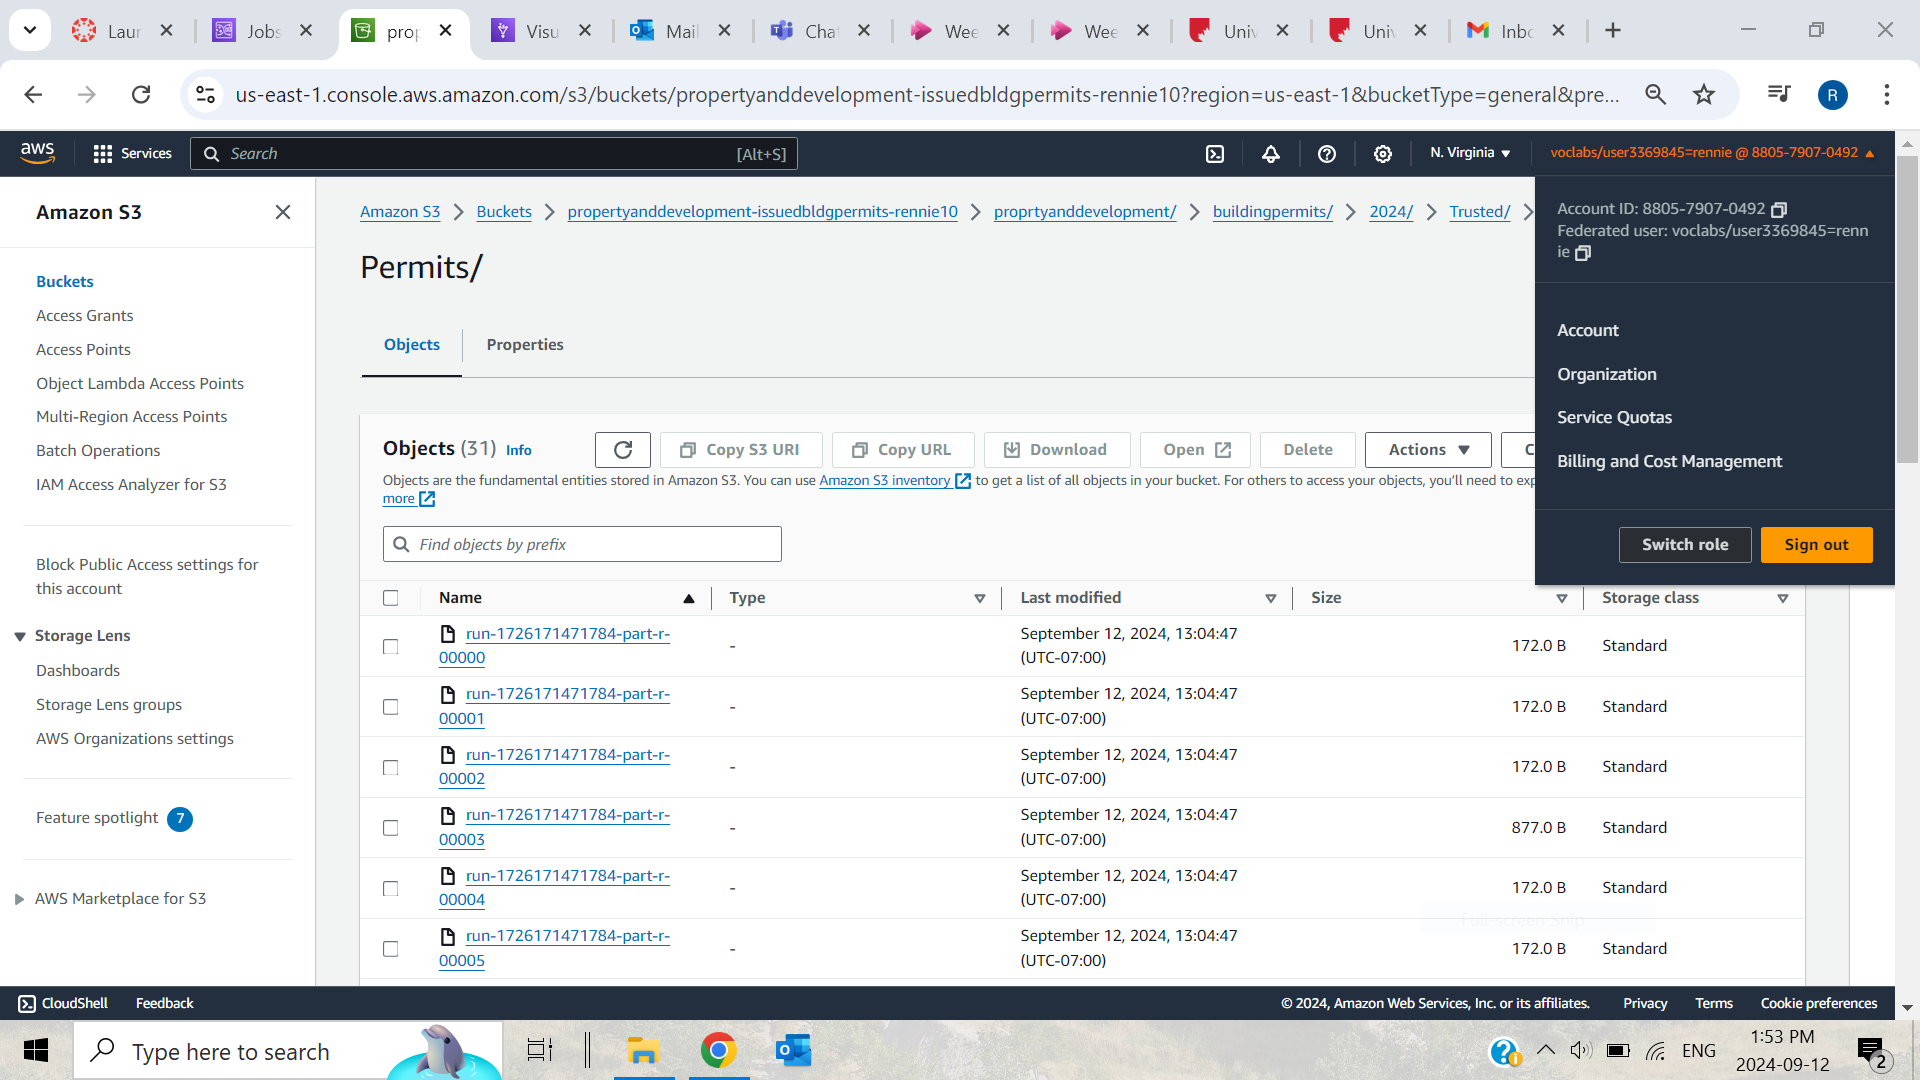 Laur
Jobs
prop
Visu
Mail
Chat
Wee
Wee
Univ
Univ
Inbo
us-east-1.console.aws.amazon.com/s3/buckets/propertyanddevelopment-issuedbldgpermits-rennie10?region=us-east-1&bucketType=general&pre...
R
aws
Services
Search
[Alt+S]
N. Virginia
voclabs/user3369845=rennie @ 8805-7907-0492
Account ID: 8805-7907-0492
Federated user: voclabs/user3369845=renn
ie
Account
Organization
Service Quotas
Billing and Cost Management
Switch role
Sign out
Amazon S3
Buckets
Access Grants
Access Points
Object Lambda Access Points
Multi-Region Access Points
Batch Operations
IAM Access Analyzer for S3
Block Public Access settings for
this account
Storage Lens
Dashboards
Storage Lens groups
AWS Organizations settings
Feature spotlight 7
AWS Marketplace for S3
Amazon S3 > Buckets > propertyanddevelopment-issuedbldgpermits-rennie10 > proprtyanddevelopment/ > buildingpermits/ > 2024/ > Trusted/ >
Permits/
Objects
Properties
Objects (31) Info
Copy S3 URI
Copy URL
Download
Open
Delete
Actions
C
Objects are the fundamental entities stored in Amazon S3. You can use Amazon S3 inventory to get a list of all objects in your bucket. For others to access your objects, you'll need to exp
more
Find objects by prefix
Name Type Last modified Size Storage class
run-1726171471784-part-r- September 12, 2024, 13:04:47
00000 - (UTC-07:00) 172.0 B Standard
run-1726171471784-part-r- September 12, 2024, 13:04:47
00001 - (UTC-07:00) 172.0 B Standard
run-1726171471784-part-r- September 12, 2024, 13:04:47
00002 - (UTC-07:00) 172.0 B Standard
run-1726171471784-part-r- September 12, 2024, 13:04:47
00003 - (UTC-07:00) 877.0 B Standard
run-1726171471784-part-r- September 12, 2024, 13:04:47
00004 - (UTC-07:00) 172.0 B Standard
run-1726171471784-part-r- September 12, 2024, 13:04:47
00005 - (UTC-07:00) 172.0 B Standard
Full-screen Snip
CloudShell
Feedback
© 2024, Amazon Web Services, Inc. or its affiliates.
Privacy
Terms
Cookie preferences
Type here to search
ENG
1:53 PM
2024-09-12
2